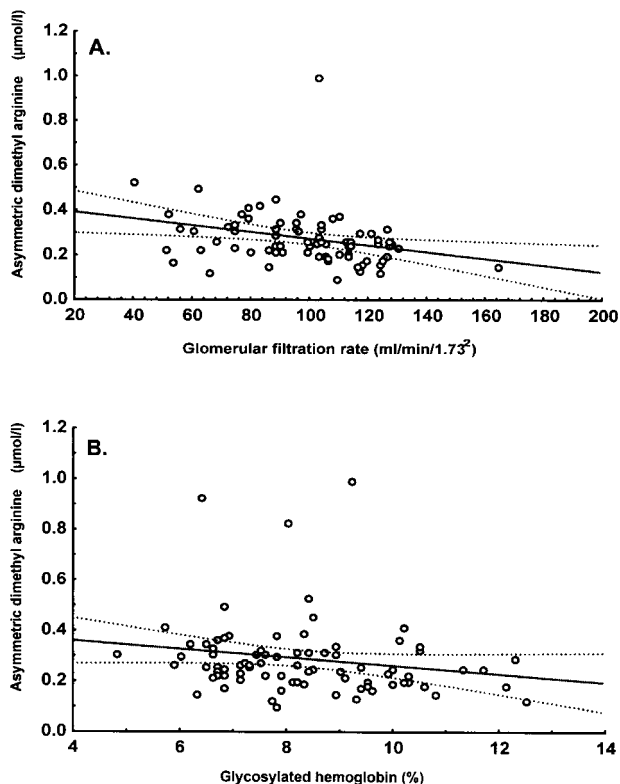 A.
Asymmetric dimethyl arginine (µmol/l)
1.2
1.0
0.8
0.6
0.4
0.2
0.0
20 40 60 80 100 120 140 160 180 200
Glomerular filtration rate (ml/min/1.73²)
B.
Asymmetric dimethyl arginine (µmol/l)
1.2
1.0
0.8
0.6
0.4
0.2
0.0
4 6 8 10 12 14
Glycosylated hemoglobin (%)